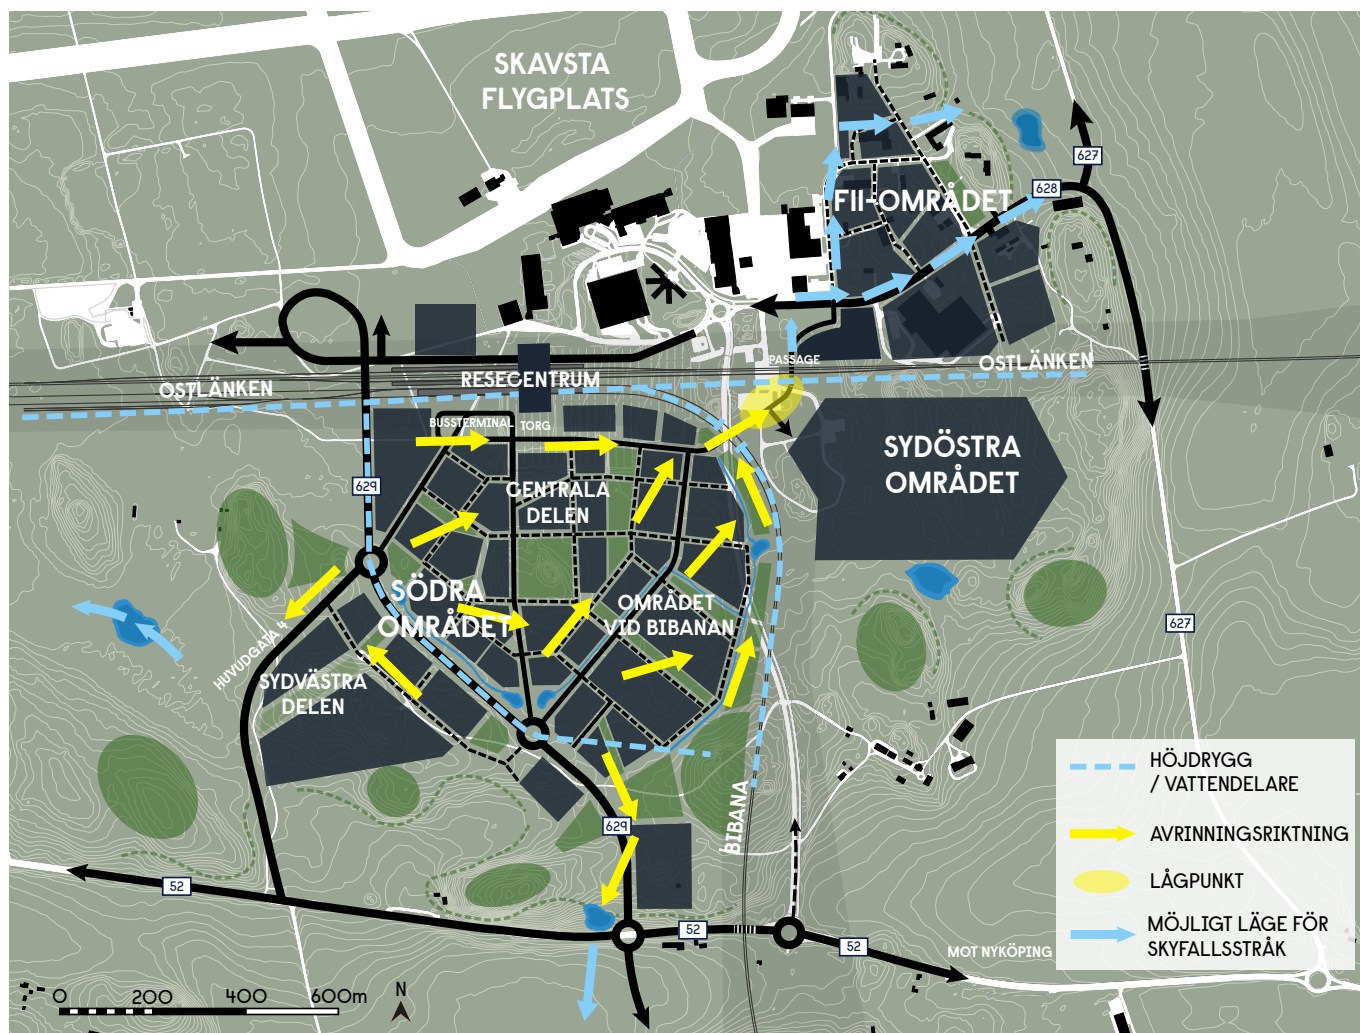 SKAVSTA
FLYGPLATS
627
628
FII-OMRÅDET
PASSAGE
OSTLÄNKEN
OSTLÄNKEN
RESECENTRUM
BUSSTERMINAL
TORG
SYDÖSTRA
OMRÅDET
629
CENTRALA
DELEN
SÖDRA
OMRÅDET
OMRÅDET
VID BIBANAN
627
HUVUDGATA 4
SYDVÄSTRA
DELEN
BIBANA
629
52
52
52
MOT NYKÖPING
HÖJDRYGG
/ VATTENDELARE
AVRINNINGSRIKTNING
LÅGPUNKT
MÖJLIGT LÄGE FÖR
SKYFALLSSTRÅK
0 200 400 600m
N